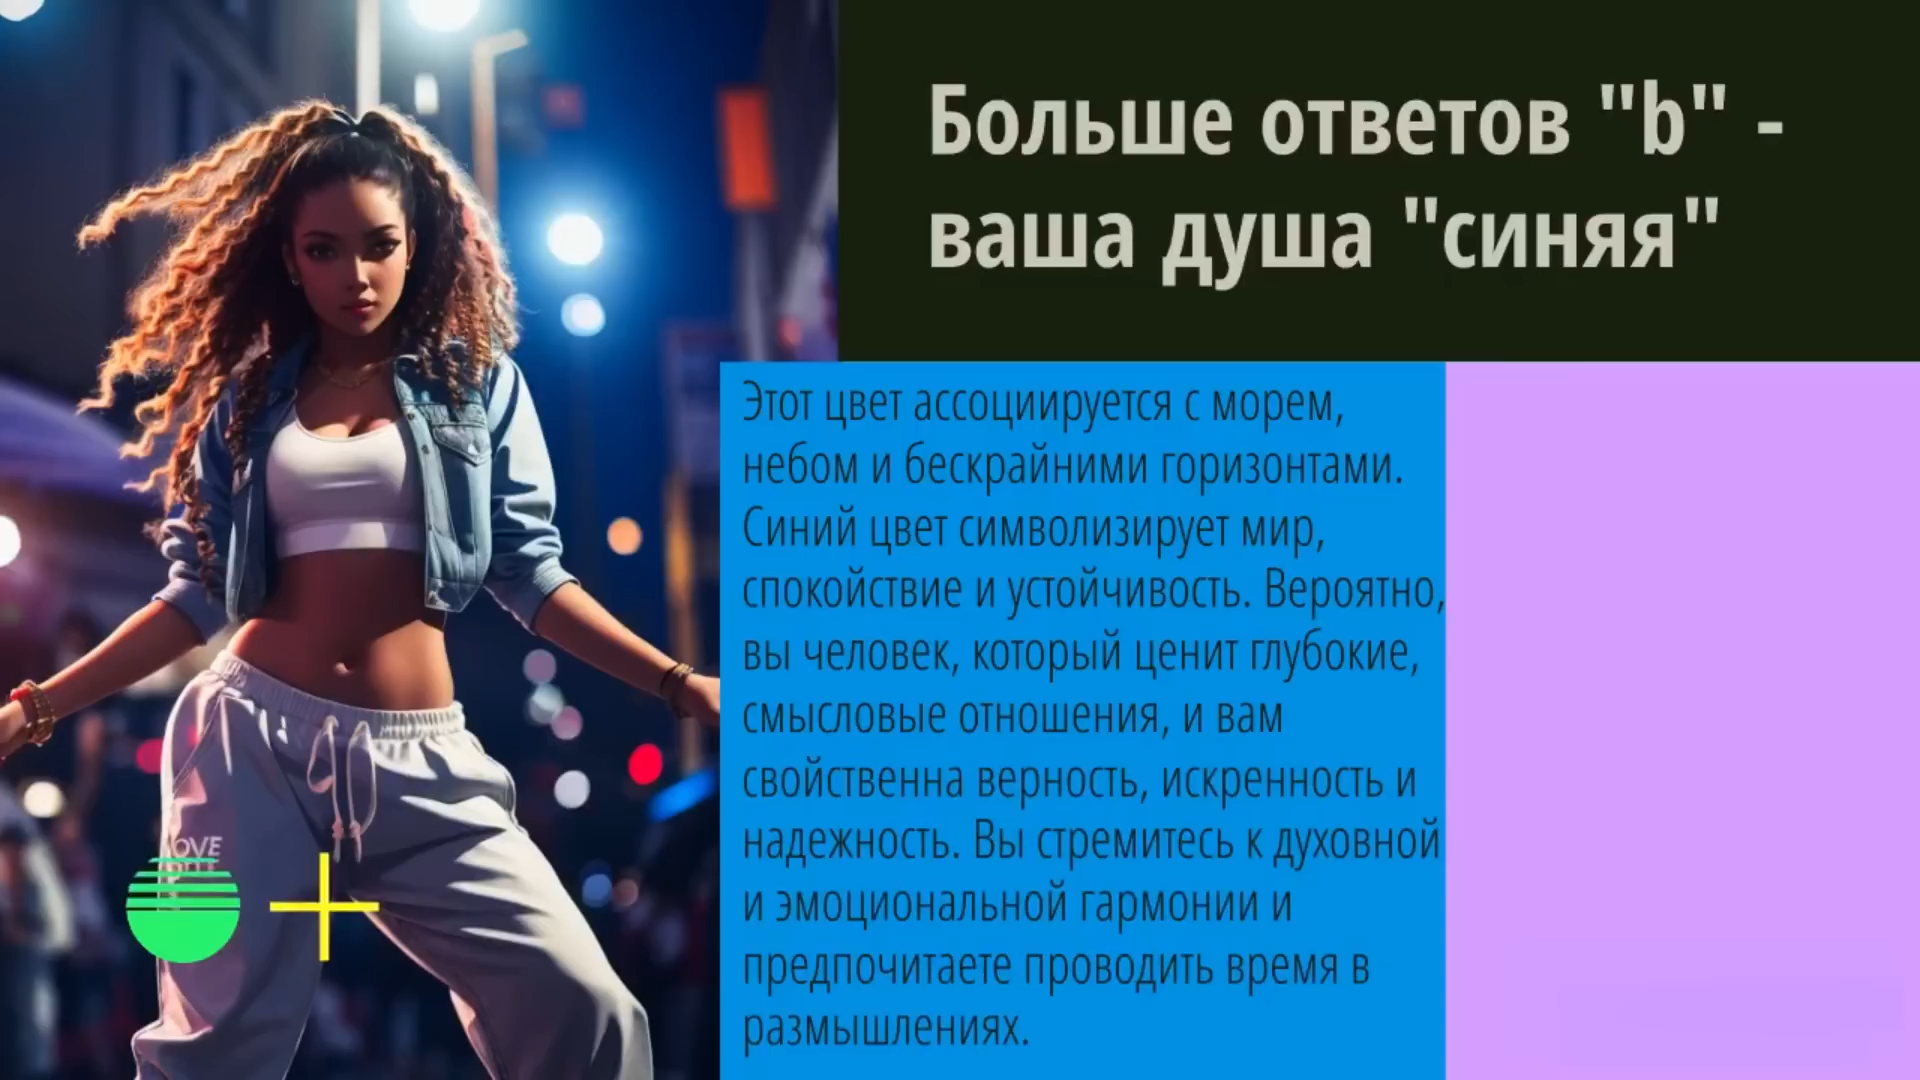 Больше ответов "b" -
ваша душа "синяя"
Этот цвет ассоциируется с морем,
небом и бескрайними горизонтами.
Синий цвет символизирует мир,
спокойствие и устойчивость. Вероятно,
вы человек, который ценит глубокие,
смысловые отношения, и вам
свойственна верность, искренность и
надежность. Вы стремитесь к духовной
и эмоциональной гармонии и
предпочитаете проводить время в
размышлениях.